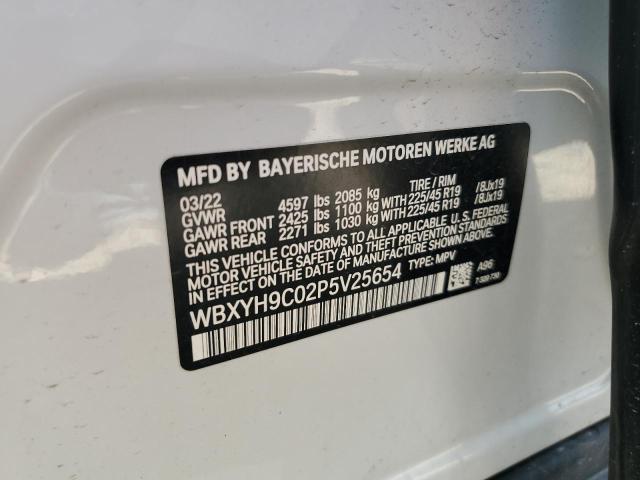 MFD BY BAYERISCHE MOTOREN WERKE AG
03/22 TIRE / RIM
GVWR 4597 lbs 2085 kg
GAWR FRONT 2425 lbs 1100 kg WITH 225/45 R19 /8Jx19
GAWR REAR 2271 lbs 1030 kg WITH 225/45 R19 /8Jx19
THIS VEHICLE CONFORMS TO ALL APPLICABLE U.S. FEDERAL
MOTOR VEHICLE SAFETY, BUMPER, AND THEFT PREVENTION
STANDARDS IN EFFECT ON THE DATE OF MANUFACTURE SHOWN ABOVE.
WBXYH9C02P5V25654 TYPE: MPV
A96